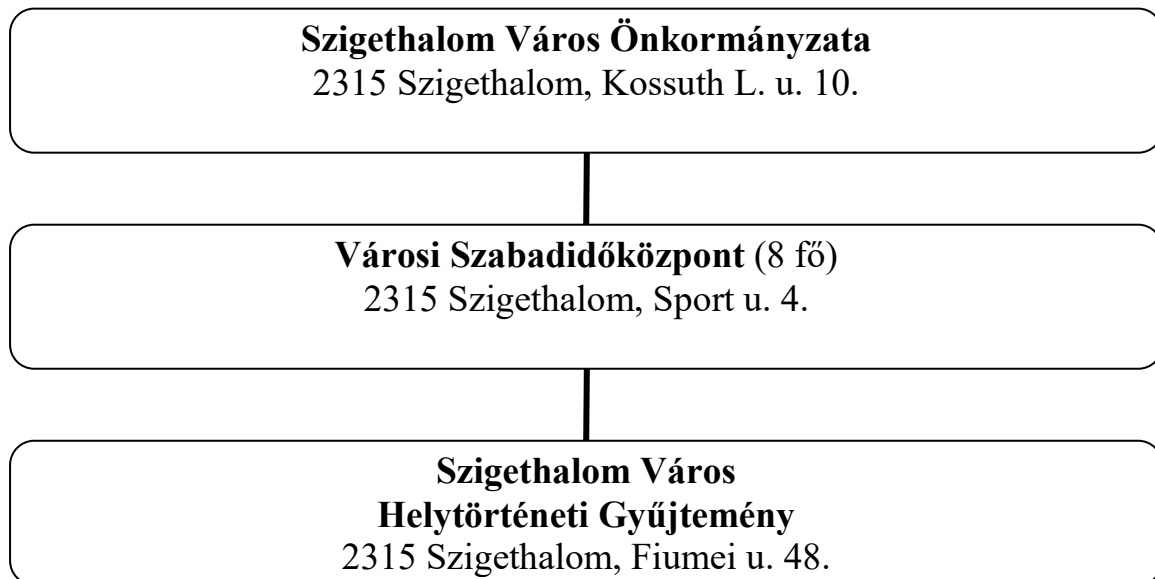 Szigethalom Város Önkormányzata
2315 Szigethalom, Kossuth L. u. 10.
Városi Szabadidőközpont (8 fő)
2315 Szigethalom, Sport u. 4.
Szigethalom Város
Helytörténeti Gyűjtemény
2315 Szigethalom, Fiumei u. 48.